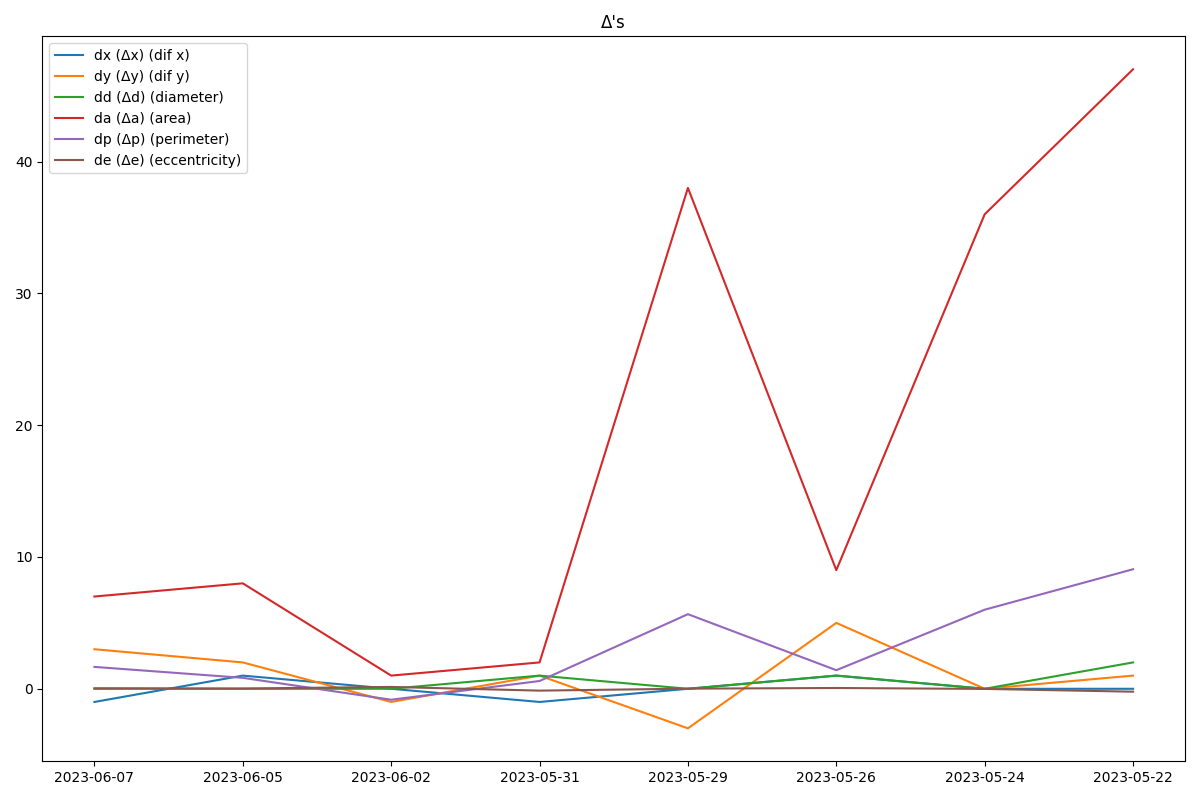 Δ's
dx (Δx) (dif x)
dy (Δy) (dif y)
dd (Δd) (diameter)
da (Δa) (area)
dp (Δp) (perimeter)
de (Δe) (eccentricity)
40
30
20
10
0
2023-06-07 2023-06-05 2023-06-02 2023-05-31 2023-05-29 2023-05-26 2023-05-24 2023-05-22